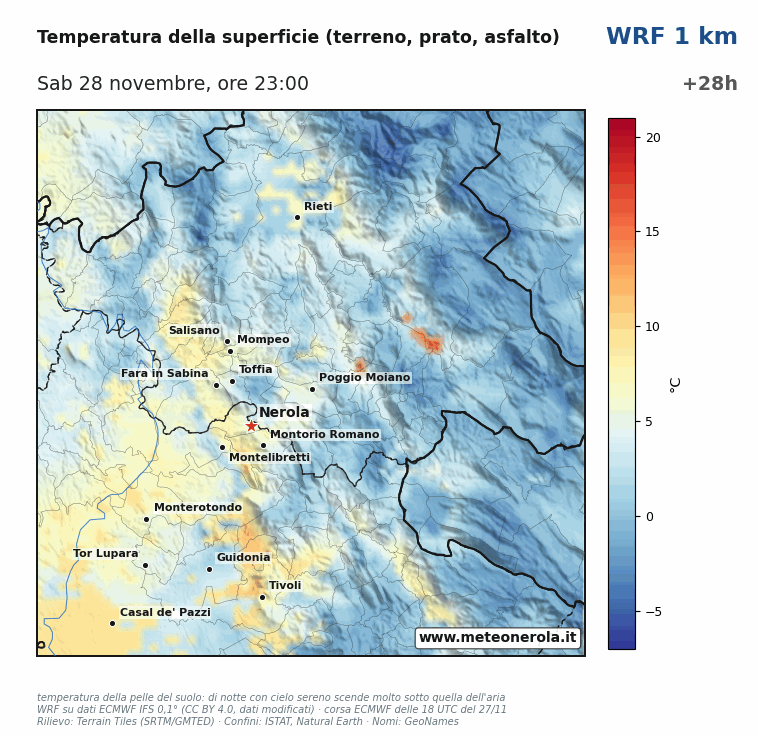 Temperatura della superficie (terreno, prato, asfalto)
WRF 1 km
Sab 28 novembre, ore 23:00
+28h
Rieti
Salisano
Mompeo
Fara in Sabina
Toffia
Poggio Moiano
Nerola
Montorio Romano
Montelibretti
Monterotondo
Tor Lupara
Guidonia
Tivoli
Casal de' Pazzi
www.meteonerola.it
20
15
10
5
0
−5
°C
temperatura della pelle del suolo: di notte con cielo sereno scende molto sotto quella dell'aria
WRF su dati ECMWF IFS 0,1° (CC BY 4.0, dati modificati) · corsa ECMWF delle 18 UTC del 27/11
Rilievo: Terrain Tiles (SRTM/GMTED) · Confini: ISTAT, Natural Earth · Nomi: GeoNames